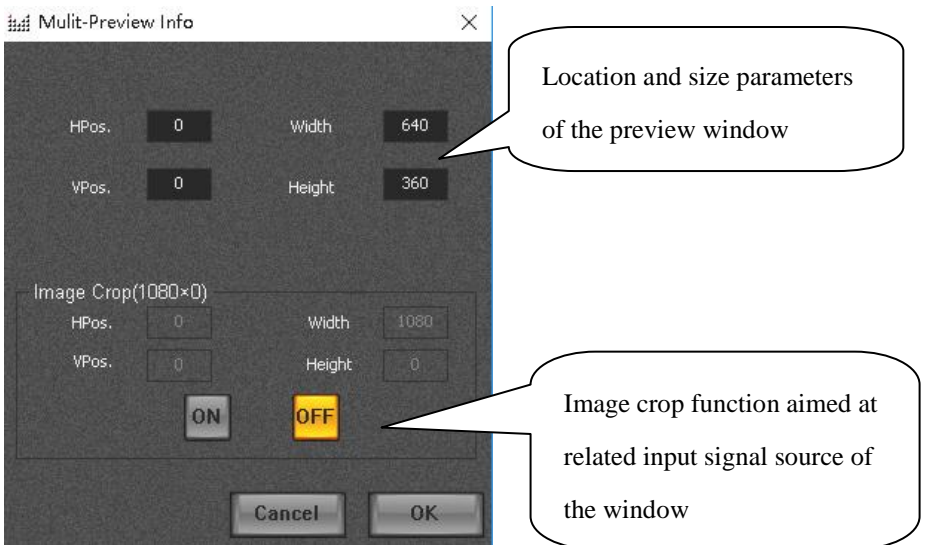 Mulit-Preview Info
Location and size parameters
of the preview window
HPos. 0 Width 640
VPos. 0 Height 360
Image Crop(1080×0)
HPos. 0 Width 1080
VPos. 0 Height 0
ON OFF
Image crop function aimed at
related input signal source of
the window
Cancel OK